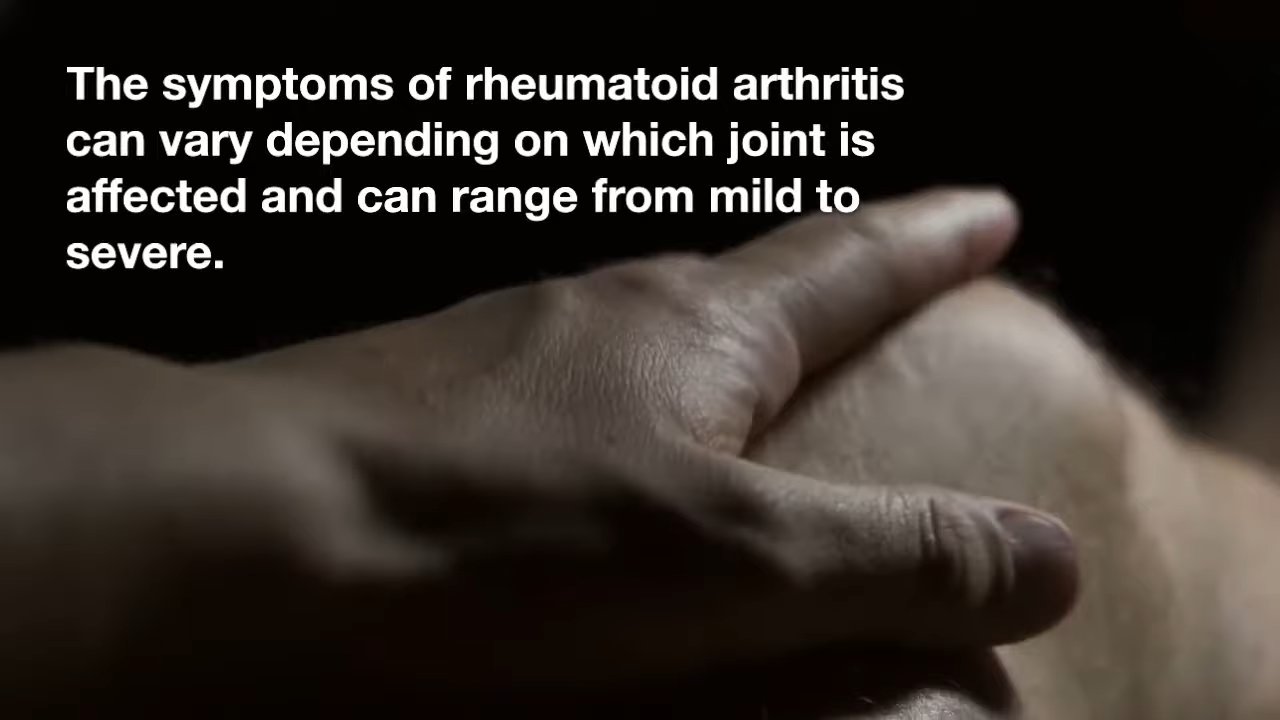 The symptoms of rheumatoid arthritis
can vary depending on which joint is
affected and can range from mild to
severe.